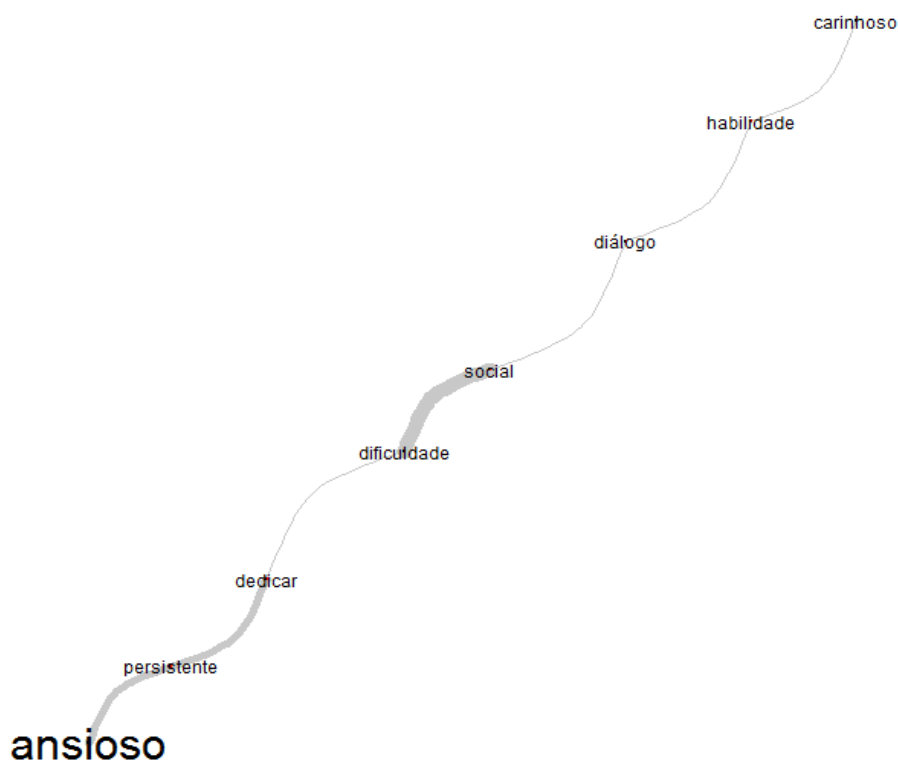 carinhoso
habilidade
diálogo
social
dificuldade
dedicar
persistente
ansioso